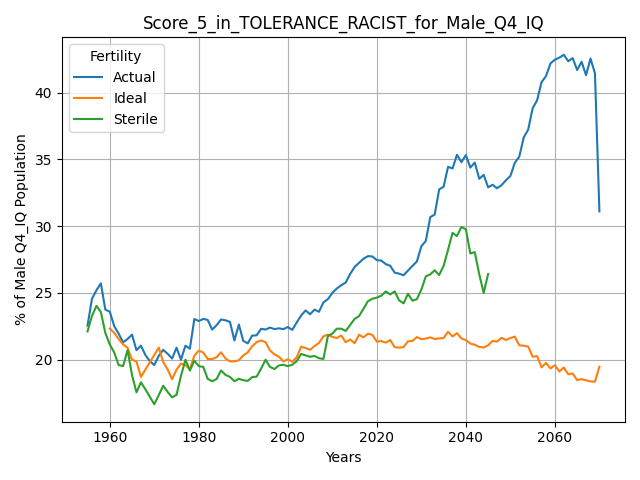 Score_5_in_TOLERANCE_RACIST_for_Male_Q4_IQ
Fertility
Actual
Ideal
Sterile
% of Male Q4_IQ Population
40
35
30
25
20
1960 1980 2000 2020 2040 2060
Years